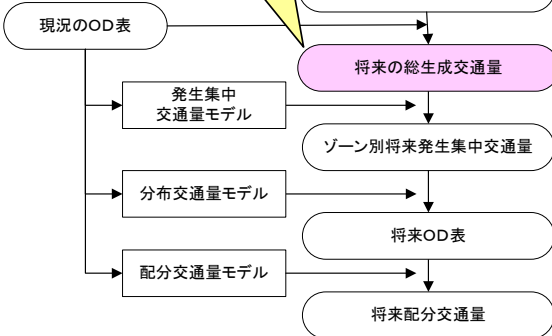 現況のOD表
将来の総生成交通量
発生集中
交通量モデル
ゾーン別将来発生集中交通量
分布交通量モデル
将来OD表
配分交通量モデル
将来配分交通量